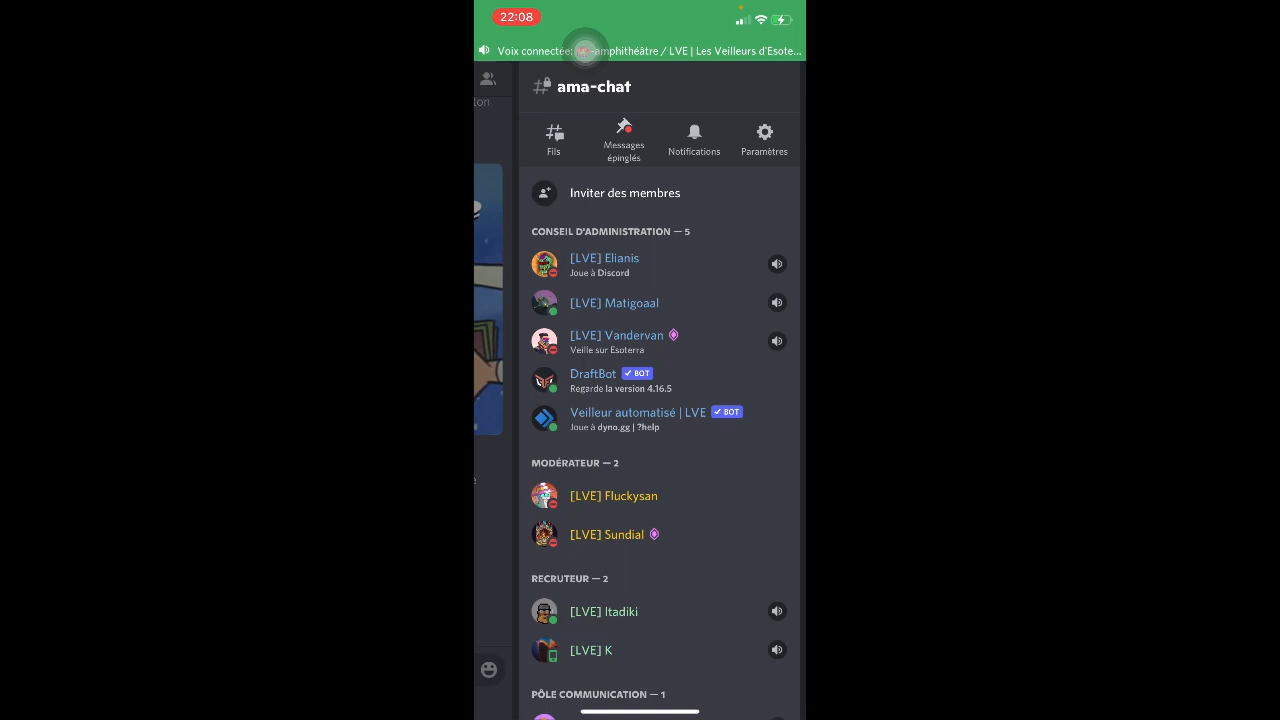 22:08
Voix connectée: -amphithéâtre / LVE | Les Veilleurs d'Esote...
ton
ama-chat
Fils
Messages
épinglés
Notifications
Paramètres
Inviter des membres
CONSEIL D'ADMINISTRATION — 5
[LVE] Elianis
Joue à Discord
[LVE] Matigoaal
[LVE] Vandervan
Veille sur Esoterra
DraftBot ✓ BOT
Regarde la version 4.16.5
Veilleur automatisé | LVE ✓ BOT
Joue à dyno.gg | ?help
MODÉRATEUR — 2
[LVE] Fluckysan
[LVE] Sundial
RECRUTEUR — 2
[LVE] Itadiki
[LVE] K
PÔLE COMMUNICATION — 1